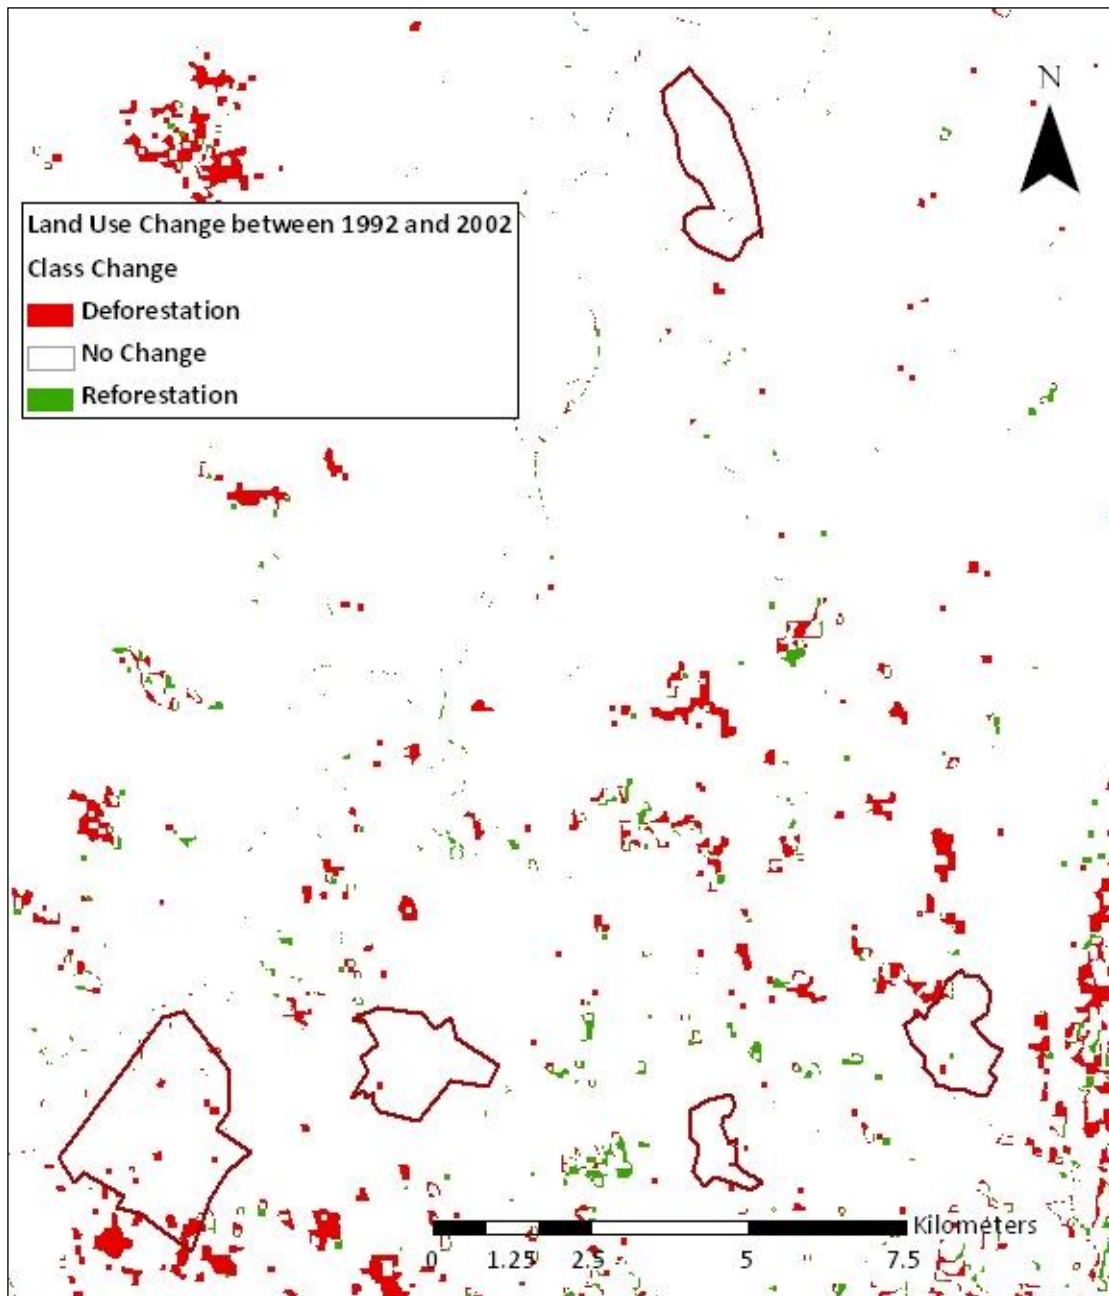 N
Land Use Change between 1992 and 2002
Class Change
Deforestation
No Change
Reforestation
Kilometers
0 1.25 2.5 5 7.5